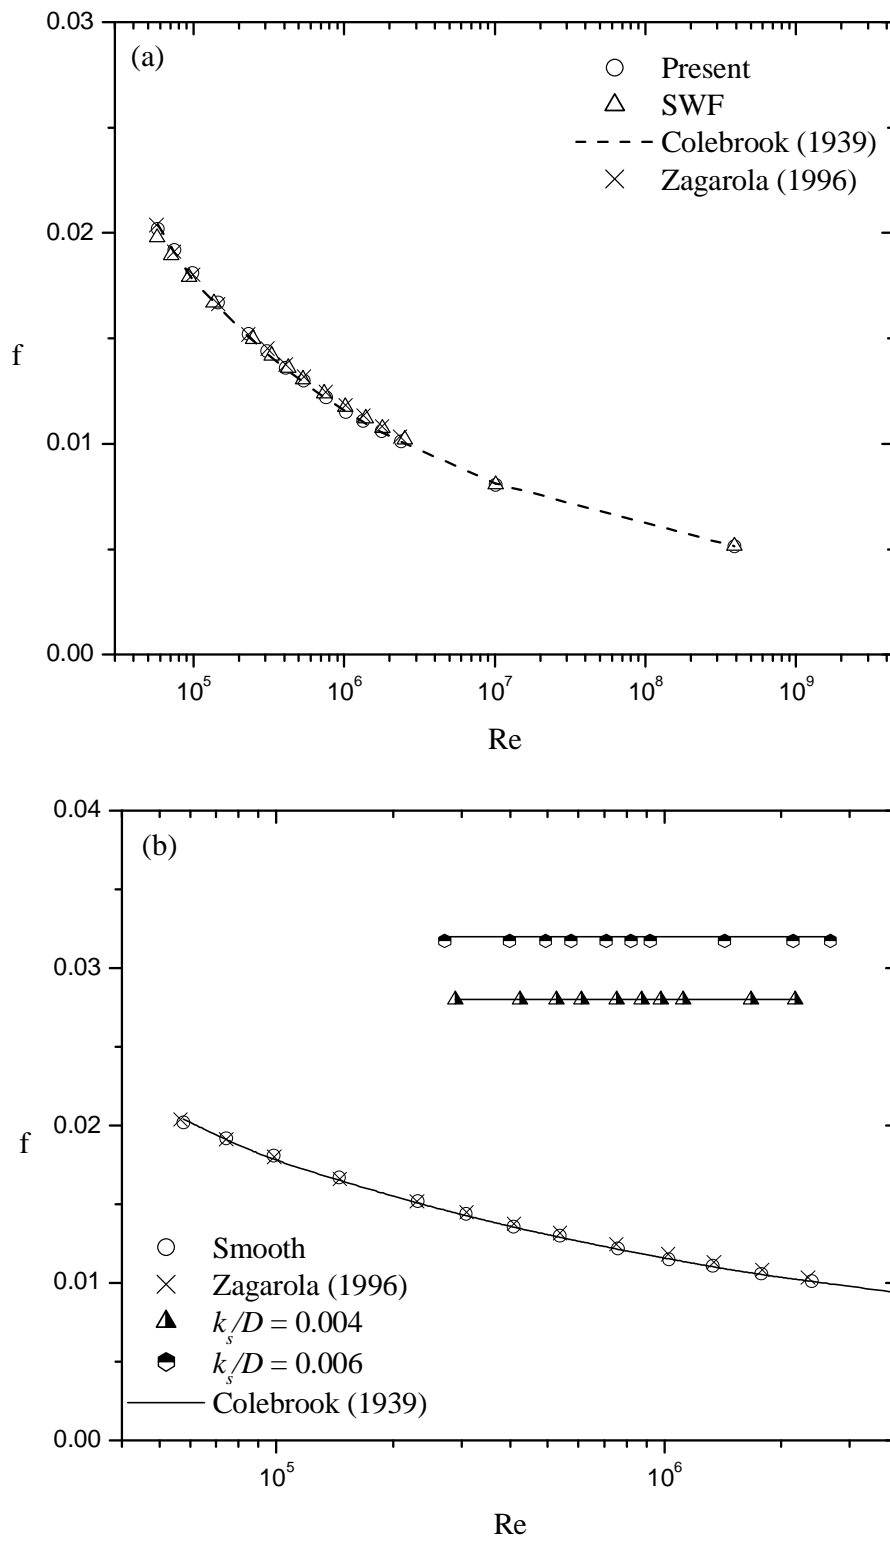 0.03
(a)
Present
SWF
Colebrook (1939)
Zagarola (1996)
0.02
f
0.01
0.00
10⁵ 10⁶ 10⁷ 10⁸ 10⁹
Re
0.04
(b)
0.03
0.02
f
Smooth
Zagarola (1996)
0.01
kₛ/D = 0.004
kₛ/D = 0.006
Colebrook (1939)
0.00
10⁵ 10⁶
Re